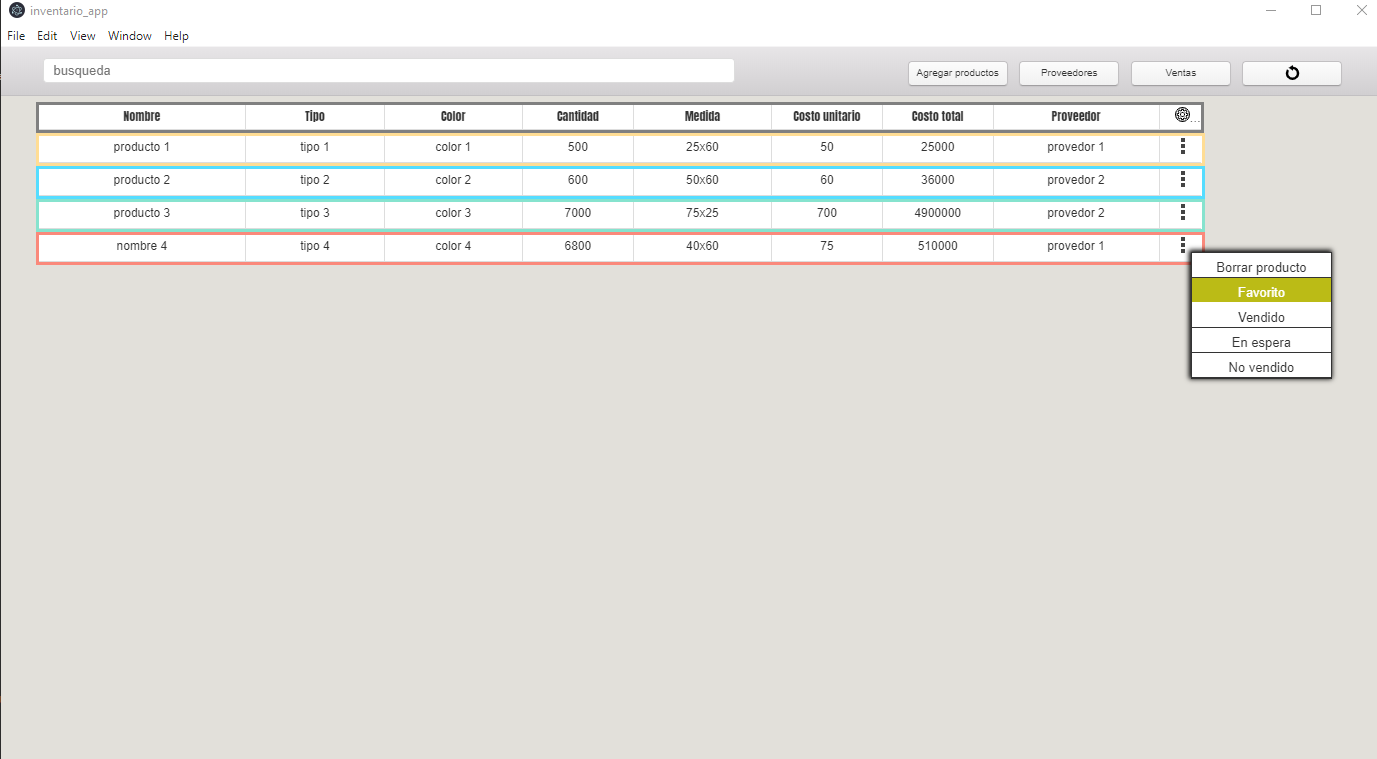 inventario_app
File Edit View Window Help
busqueda Agregar productos Proveedores Ventas
Nombre Tipo Color Cantidad Medida Costo unitario Costo total Proveedor ...
producto 1 tipo 1 color 1 500 25x60 50 25000 provedor 1
producto 2 tipo 2 color 2 600 50x60 60 36000 provedor 2
producto 3 tipo 3 color 3 7000 75x25 700 4900000 provedor 2
nombre 4 tipo 4 color 4 6800 40x60 75 510000 provedor 1
Borrar producto
Favorito
Vendido
En espera
No vendido